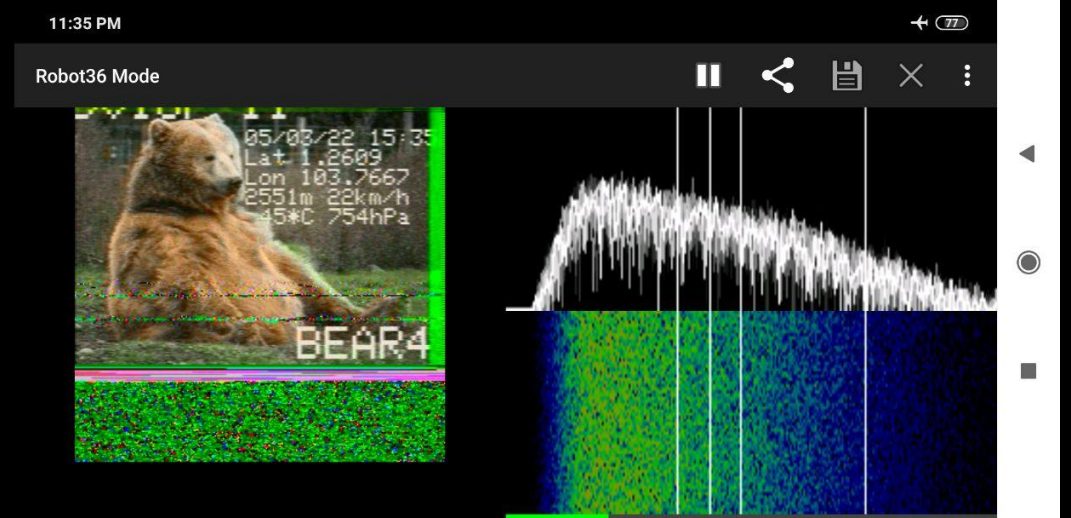 11:35 PM
77
Robot36 Mode
05/03/22 15:35
Lat 1.2609
Lon 103.7667
2551m 22km/h
45*C 754hPa
BEAR4